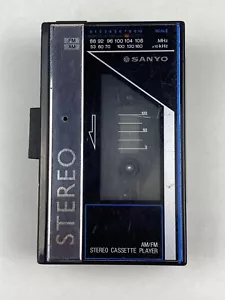 FM
88 92 96 100 104 108 MHz
53 60 70 100 130 160 x10kHz
SANYO
STEREO
100
AM/FM
STEREO CASSETTE PLAYER